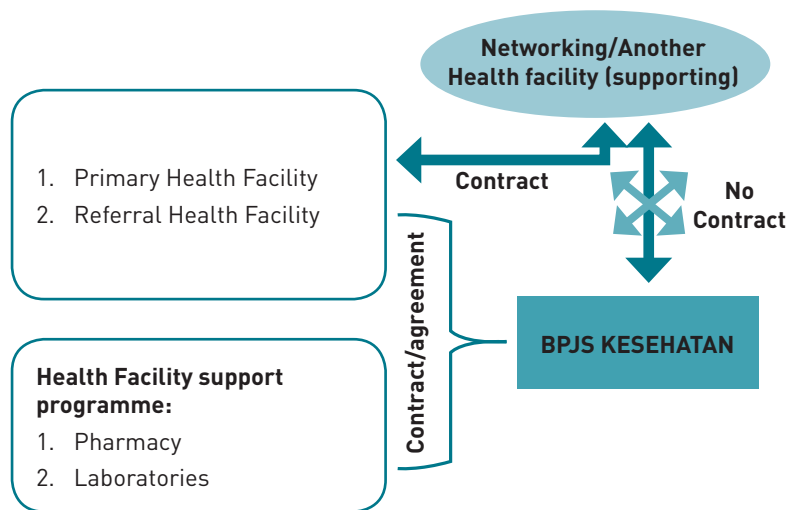 Networking/Another
Health facility (supporting)
1. Primary Health Facility
2. Referral Health Facility
Contract
No
Contract
Contract/agreement
BPJS KESEHATAN
Health Facility support
programme:
1. Pharmacy
2. Laboratories